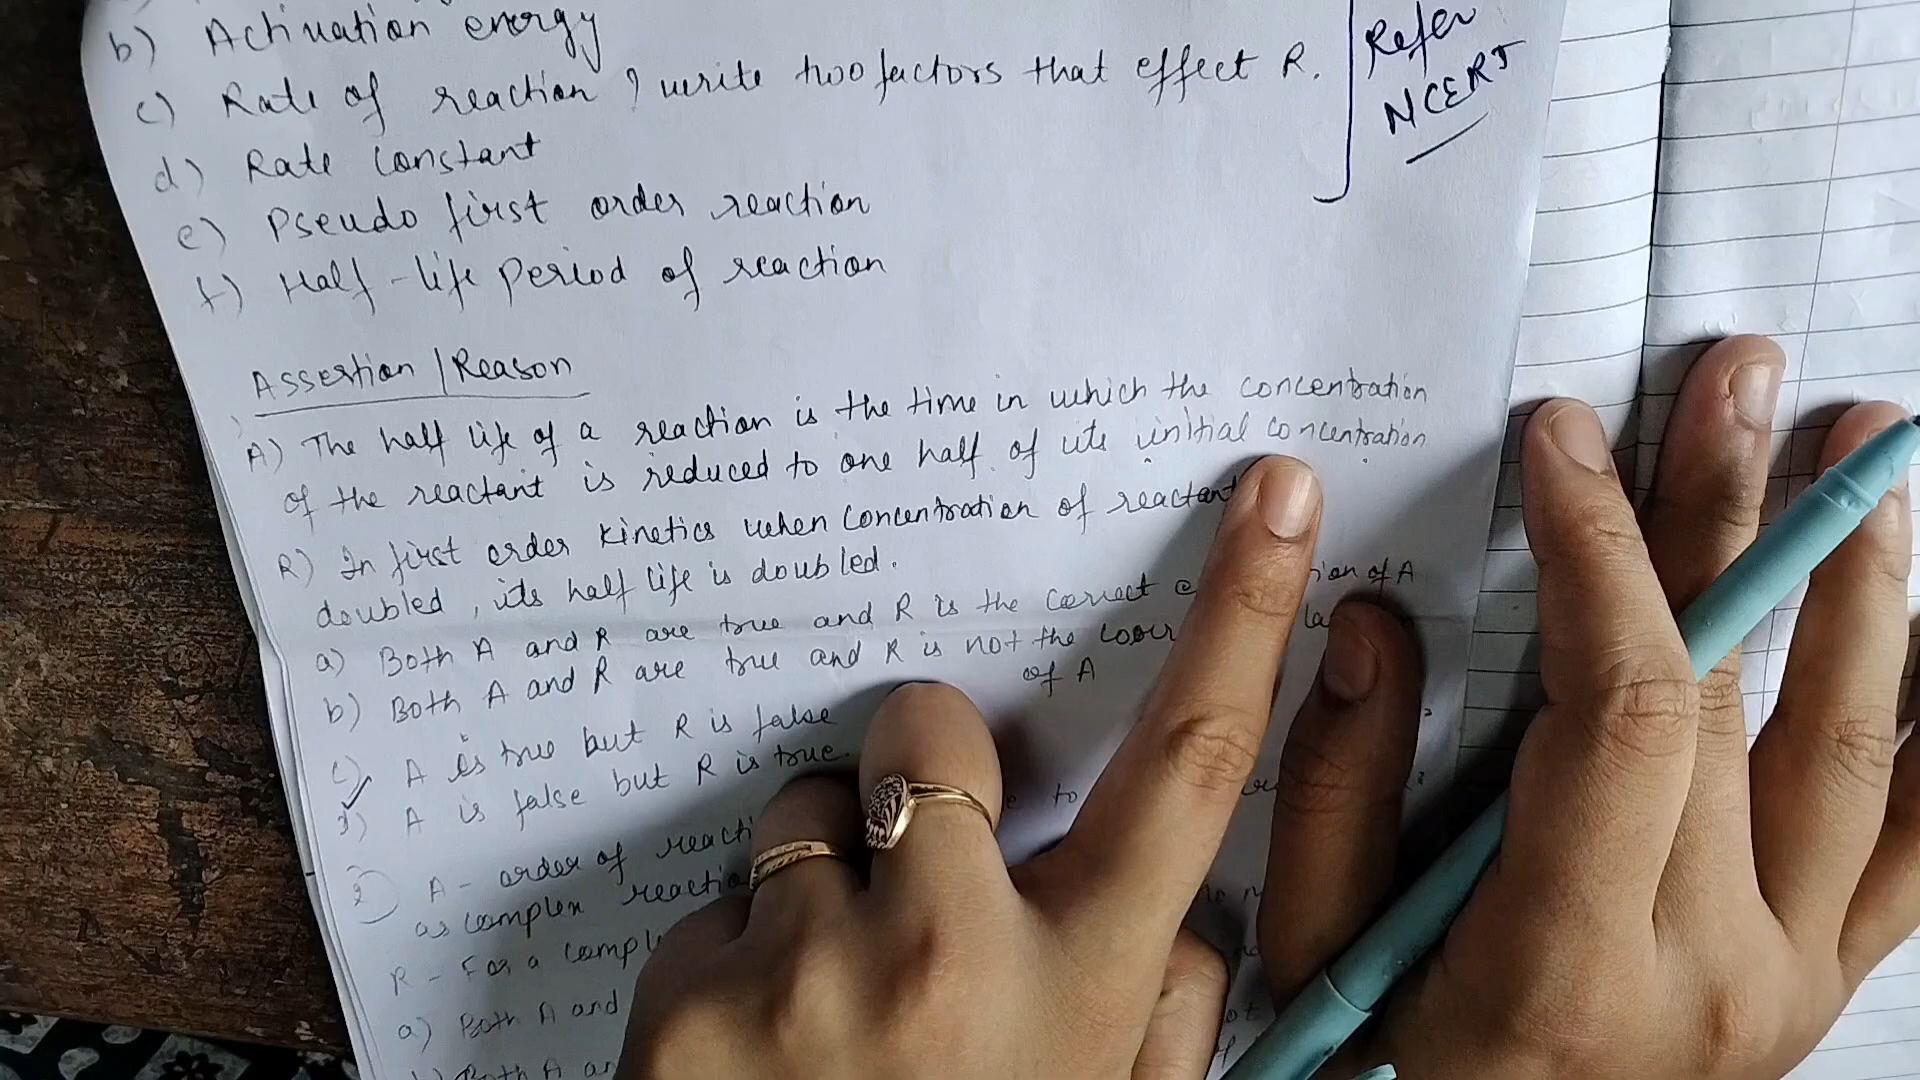 b) Activation energy
c) Rate of reaction ? write two factors that effect R.
Refer
NCERT
d) Rate constant
e) Pseudo first order reaction
f) Half-life period of reaction
Assertion | Reason
A) The half life of a reaction is the time in which the concentration
of the reactant is reduced to one half of its initial concentration
R) In first order kinetics when concentration of reactant
doubled, its half life is doubled.
a) Both A and R are true and R is the correct of A
b) Both A and R are true and R is not the
of A
c) A is true but R is false
d) A is false but R is true.
2) A - order of
as complex
R - For a
a) Both A and
b) Both A